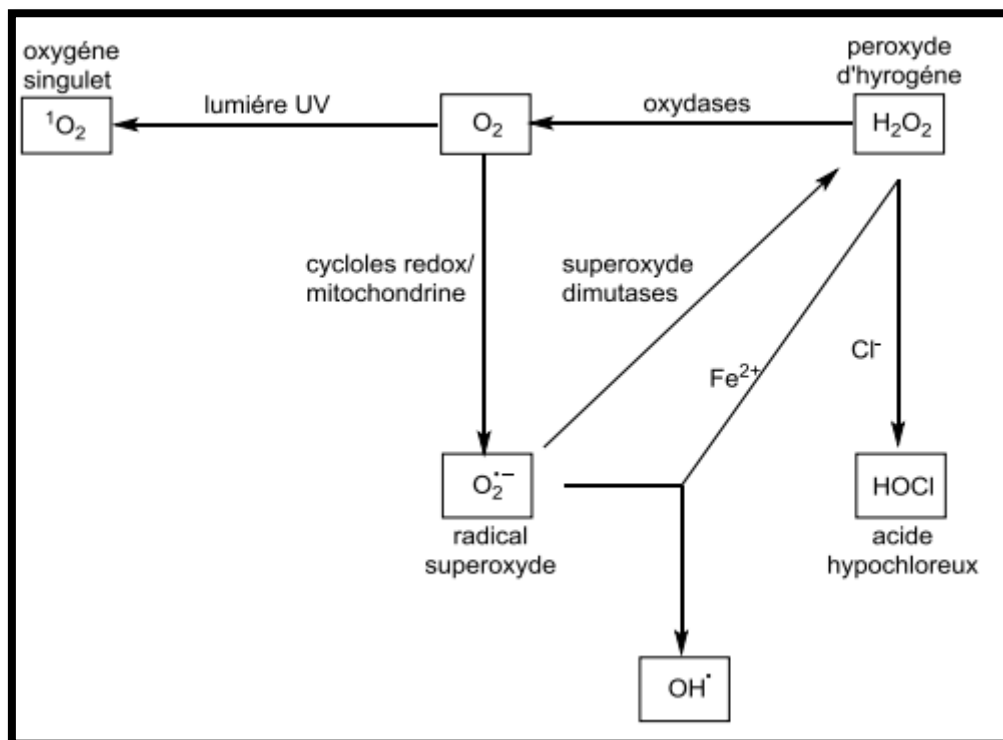 oxygéne
singulet
¹O₂
lumiére UV
O₂
oxydases
peroxyde
d'hyrogéne
H₂O₂
cycloles redox/
mitochondrine
superoxyde
dimutases
Fe²⁺
Cl⁻
O₂•⁻
radical
superoxyde
HOCl
acide
hypochloreux
OH•